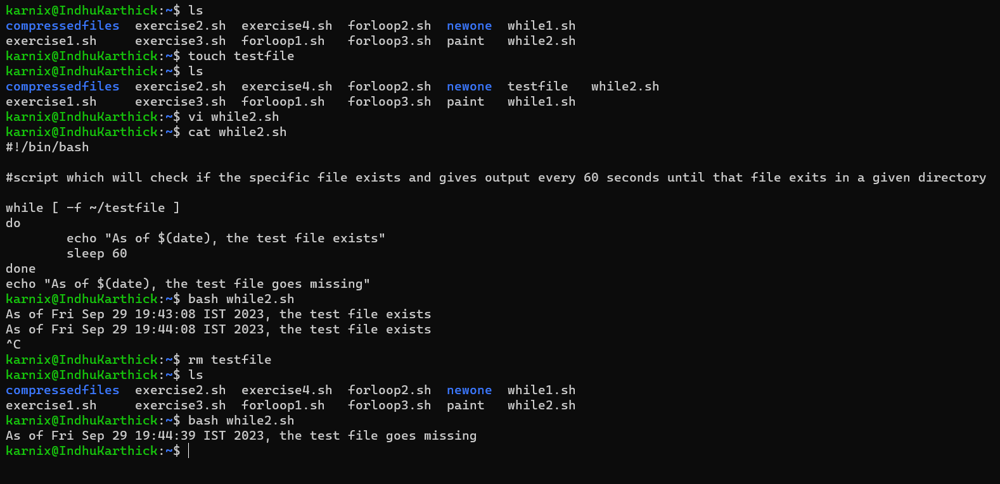 karnix@IndhuKarthick:~$ ls
compressedfiles  exercise2.sh  exercise4.sh  forloop2.sh  newone  while1.sh
exercise1.sh     exercise3.sh  forloop1.sh   forloop3.sh  paint   while2.sh
karnix@IndhuKarthick:~$ touch testfile
karnix@IndhuKarthick:~$ ls
compressedfiles  exercise2.sh  exercise4.sh  forloop2.sh  newone  testfile   while2.sh
exercise1.sh     exercise3.sh  forloop1.sh   forloop3.sh  paint   while1.sh
karnix@IndhuKarthick:~$ vi while2.sh
karnix@IndhuKarthick:~$ cat while2.sh
#!/bin/bash

#script which will check if the specific file exists and gives output every 60 seconds until that file exits in a given directory

while [ -f ~/testfile ]
do
        echo "As of $(date), the test file exists"
        sleep 60
done
echo "As of $(date), the test file goes missing"
karnix@IndhuKarthick:~$ bash while2.sh
As of Fri Sep 29 19:43:08 IST 2023, the test file exists
As of Fri Sep 29 19:44:08 IST 2023, the test file exists
^C
karnix@IndhuKarthick:~$ rm testfile
karnix@IndhuKarthick:~$ ls
compressedfiles  exercise2.sh  exercise4.sh  forloop2.sh  newone  while1.sh
exercise1.sh     exercise3.sh  forloop1.sh   forloop3.sh  paint   while2.sh
karnix@IndhuKarthick:~$ bash while2.sh
As of Fri Sep 29 19:44:39 IST 2023, the test file goes missing
karnix@IndhuKarthick:~$